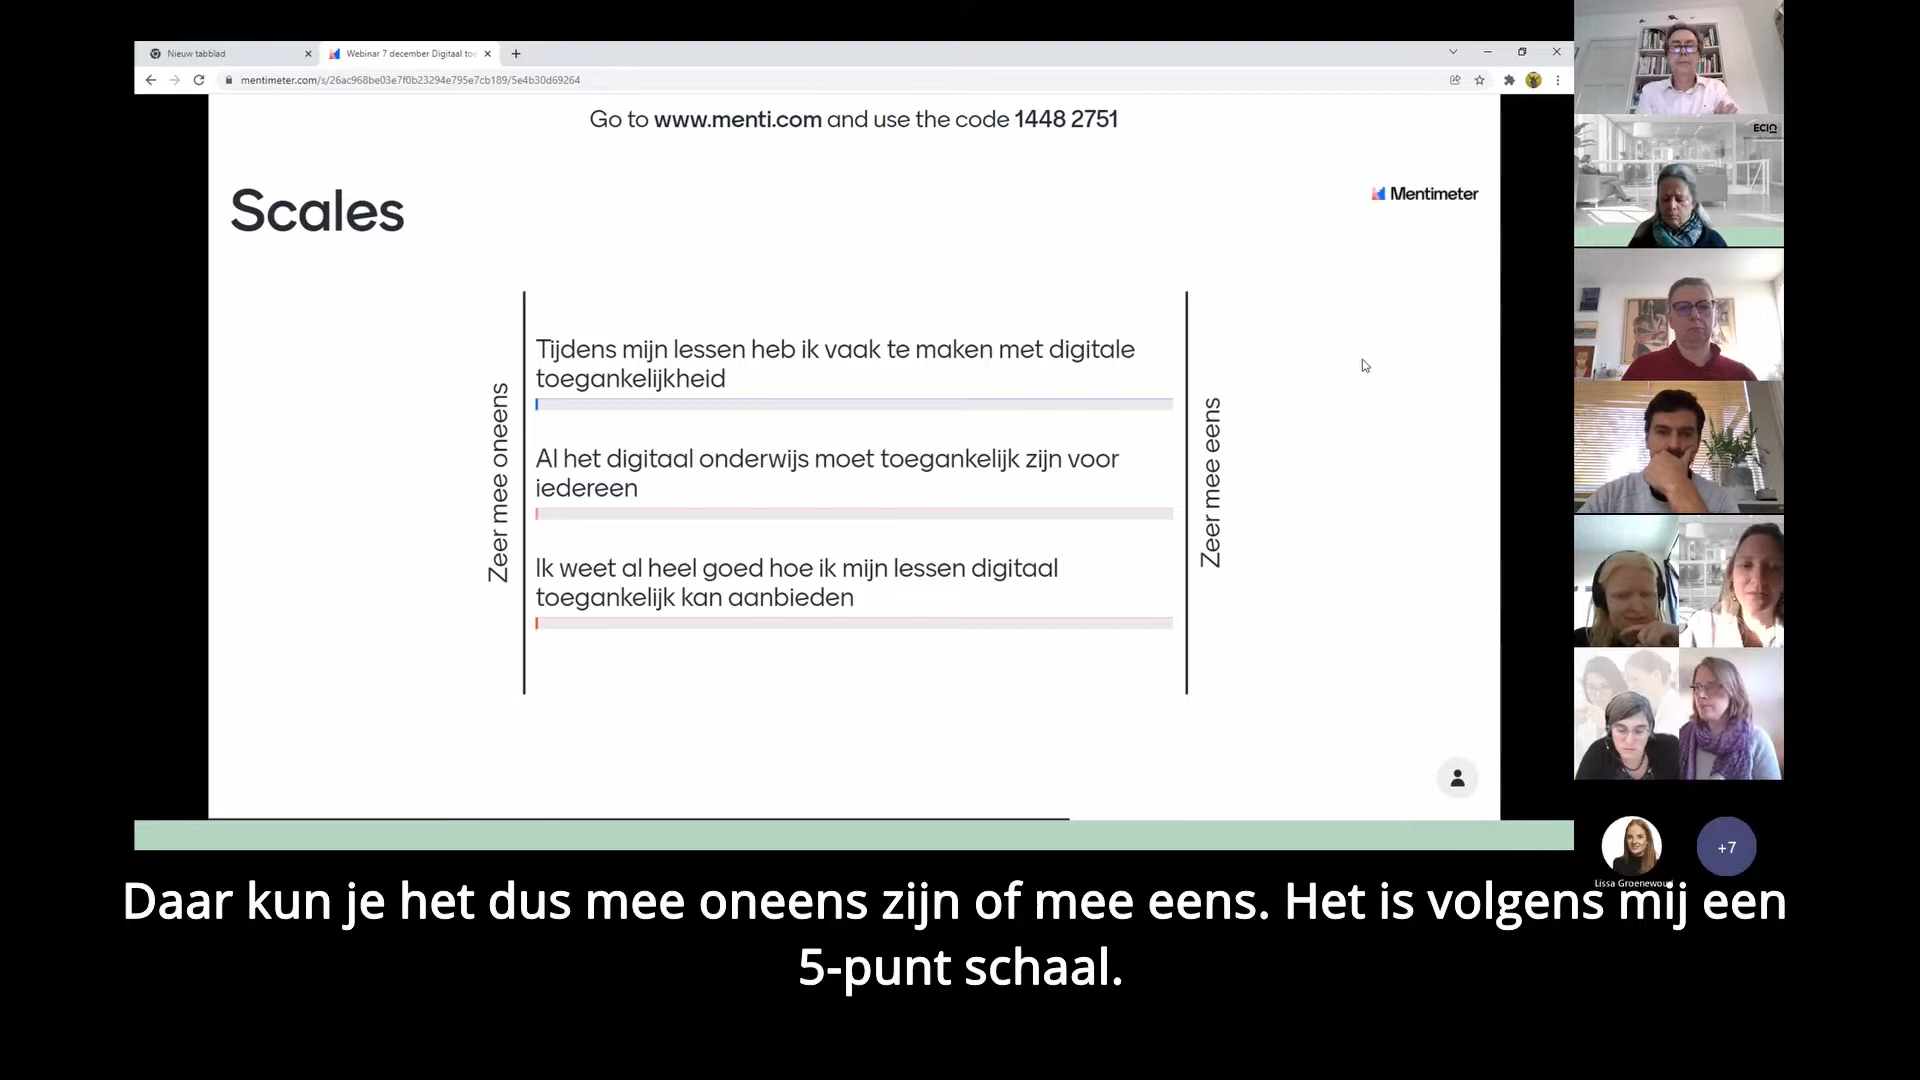 Nieuw tabblad
Webinar 7 december Digitaal toe
mentimeter.com/s/26ac968be03e7f0b23294e795e7cb189/5e4b30d69264
Go to www.menti.com and use the code 1448 2751
Scales
Mentimeter
Zeer mee oneens
Tijdens mijn lessen heb ik vaak te maken met digitale
toegankelijkheid
Al het digitaal onderwijs moet toegankelijk zijn voor
iedereen
Ik weet al heel goed hoe ik mijn lessen digitaal
toegankelijk kan aanbieden
Zeer mee eens
ECIO
+7
Lissa Groenewoud
Daar kun je het dus mee oneens zijn of mee eens. Het is volgens mij een
5-punt schaal.